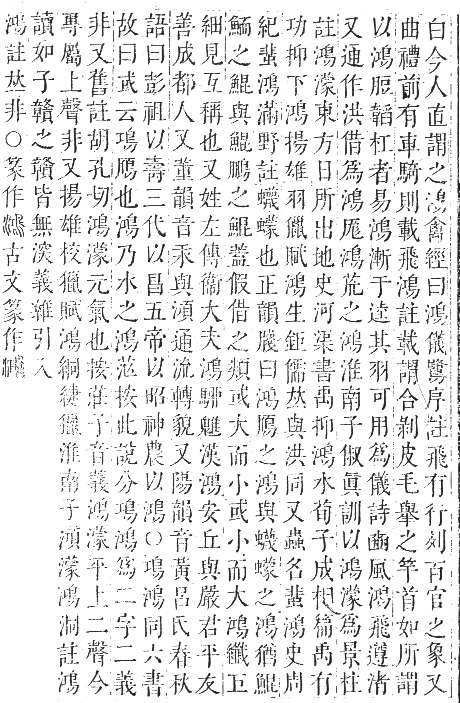 白今人直謂之鴻禽經曰鴻儀鷺序註飛有行列百官之象又
曲禮前有車騎則載飛鴻註載謂合剝皮毛舉之竿首如所謂
以鴻脰韜杠者易鴻漸于逵其羽可用爲儀詩豳風鴻飛遵渚
又通作洪借爲鴻厖鴻荒之鴻淮南子俶眞訓以鴻濛爲景柱
註鴻濛東方日所出地史河渠書禹抑鴻水荀子成相篇禹有
功抑下鴻揚雄羽獵賦鴻生鉅儒𠀤與洪同又蟲名蜚鴻史周
紀蜚鴻滿野註蠛蠓也正韻牋曰鴻鴈之鴻與蠛蠓之鴻猶鯤
鮞之鯤與鯤鵬之鯤蓋假借之類或大而小或小而大鴻纖巨
細見互稱也又姓左傳衞大夫鴻駵魋漢鴻安丘與嚴君平友
善成都人又董韻音汞與澒通流轉貌又陽韻音黃呂氏春秋
語曰彭祖以壽三代以昌五帝以昭神農以鴻〇鳿鴻同六書
故曰或云鳿鴈也鴻乃水之鴻𦲷按此說分鳿鴻爲二字二義
非又舊註胡孔切鴻濛元氣也按莊子音義鴻濛平上二聲今
專屬上聲非又揚雄校獵賦鴻絧緁獵淮南子澒濛鴻洞註鴻
讀如子贛之贛皆無深義雜引入
鴻註𠀤非〇篆作古文篆作